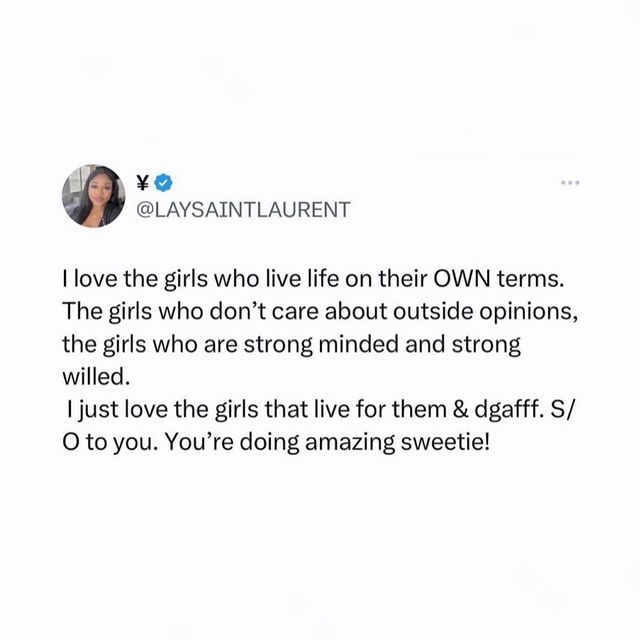 ¥
@LAYSAINTLAURENT
I love the girls who live life on their OWN terms.
The girls who don’t care about outside opinions,
the girls who are strong minded and strong
willed.
I just love the girls that live for them & dgafff. S/
O to you. You’re doing amazing sweetie!